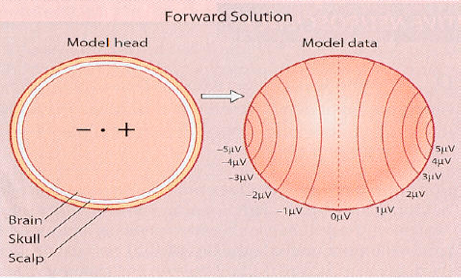 Forward Solution
Model head
Model data
− • +
-5µV
-4µV
-3µV
-2µV
-1µV
0µV
1µV
2µV
3µV
4µV
5µV
Brain
Skull
Scalp